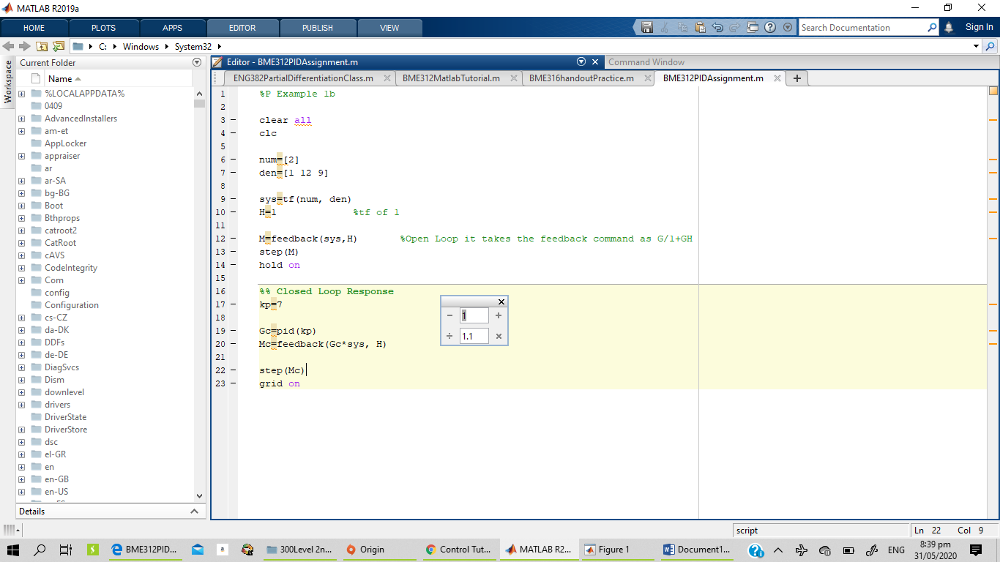 MATLAB R2019a
HOME PLOTS APPS EDITOR PUBLISH VIEW Search Documentation Sign In
C: Windows System32
Workspace
Current Folder
Name
%LOCALAPPDATA%
0409
AdvancedInstallers
am-et
AppLocker
appraiser
ar
ar-SA
bg-BG
Boot
Bthprops
catroot2
CatRoot
cAVS
CodeIntegrity
Com
config
Configuration
cs-CZ
da-DK
DDFs
de-DE
DiagSvcs
Dism
downlevel
drivers
DriverState
DriverStore
dsc
el-GR
en
en-GB
en-US
Details
Editor - BME312PIDAssignment.m Command Window
ENG382PartialDifferentiationClass.m BME312MatlabTutorial.m BME316handoutPractice.m BME312PIDAssignment.m
1 %P Example 1b
2
3 clear all
4 clc
5
6 num=[2]
7 den=[1 12 9]
8
9 sys=tf(num, den)
10 H=1 %tf of 1
11
12 M=feedback(sys,H) %Open Loop it takes the feedback command as G/1+GH
13 step(M)
14 hold on
15
16 %% Closed Loop Response
17 kp=7
18
19 Gc=pid(kp)
20 Mc=feedback(Gc*sys, H)
21
22 step(Mc)
23 grid on
− 1 +
÷ 1.1 ×
script Ln 22 Col 9
BME312PID... 300Level 2n... Origin Control Tut... MATLAB R2... Figure 1 Document1... ENG 8:39 pm
31/05/2020